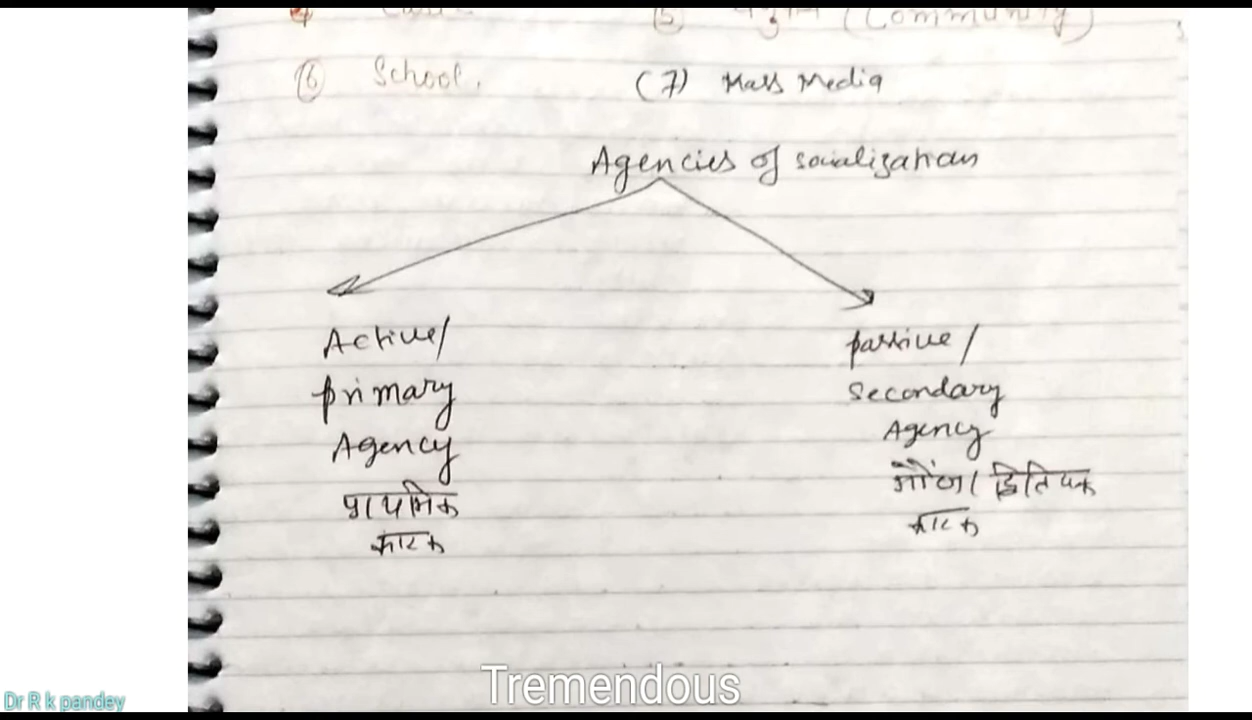 (Community)
(6) School. (7) Mass Media
Agencies of socialization
Active/ passive /
primary Secondary
Agency Agency
प्राथमिक गौण/ द्वितियक
कारक कारक
Tremendous
Dr R k pandey